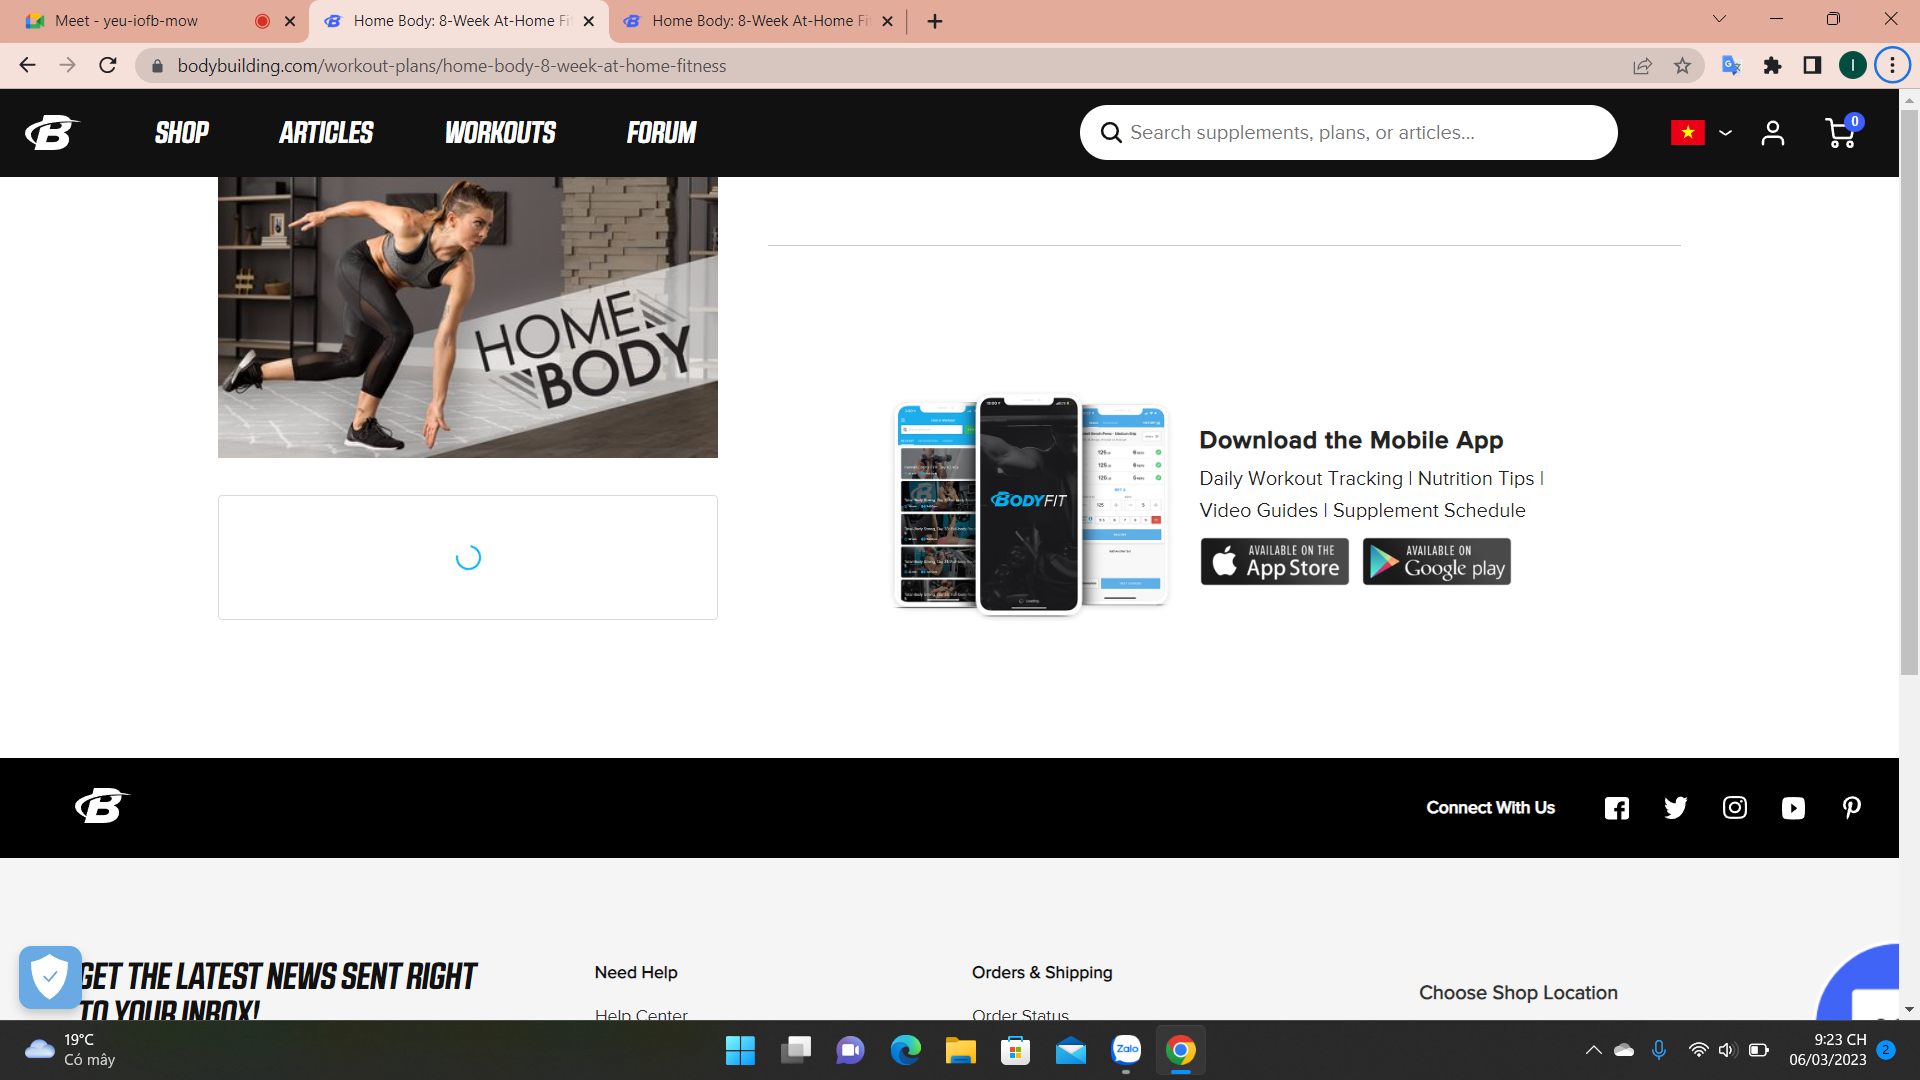 Meet - yeu-iofb-mow
Home Body: 8-Week At-Home Fi
Home Body: 8-Week At-Home Fi
bodybuilding.com/workout-plans/home-body-8-week-at-home-fitness
I
B SHOP ARTICLES WORKOUTS FORUM
Search supplements, plans, or articles...
0
HOME
BODY
BODYFIT
Download the Mobile App
Daily Workout Tracking | Nutrition Tips |
Video Guides | Supplement Schedule
AVAILABLE ON THE
App Store
AVAILABLE ON
Google play
B
Connect With Us
GET THE LATEST NEWS SENT RIGHT
TO YOUR INBOX!
Need Help
Help Center
Orders & Shipping
Order Status
Choose Shop Location
19°C
Có mây
Zalo
9:23 CH
06/03/2023
2